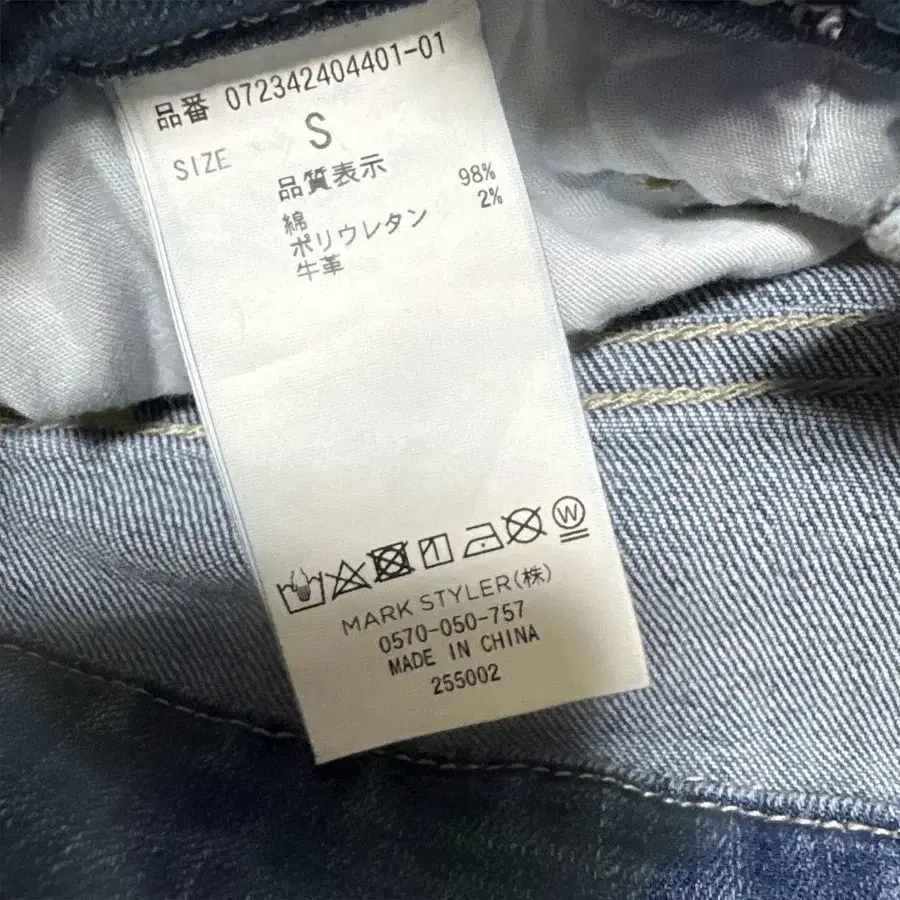 品番 072342404401-01
SIZE S
品質表示
綿 98%
ポリウレタン 2%
牛革
W
MARK STYLER(株)
0570-050-757
MADE IN CHINA
255002